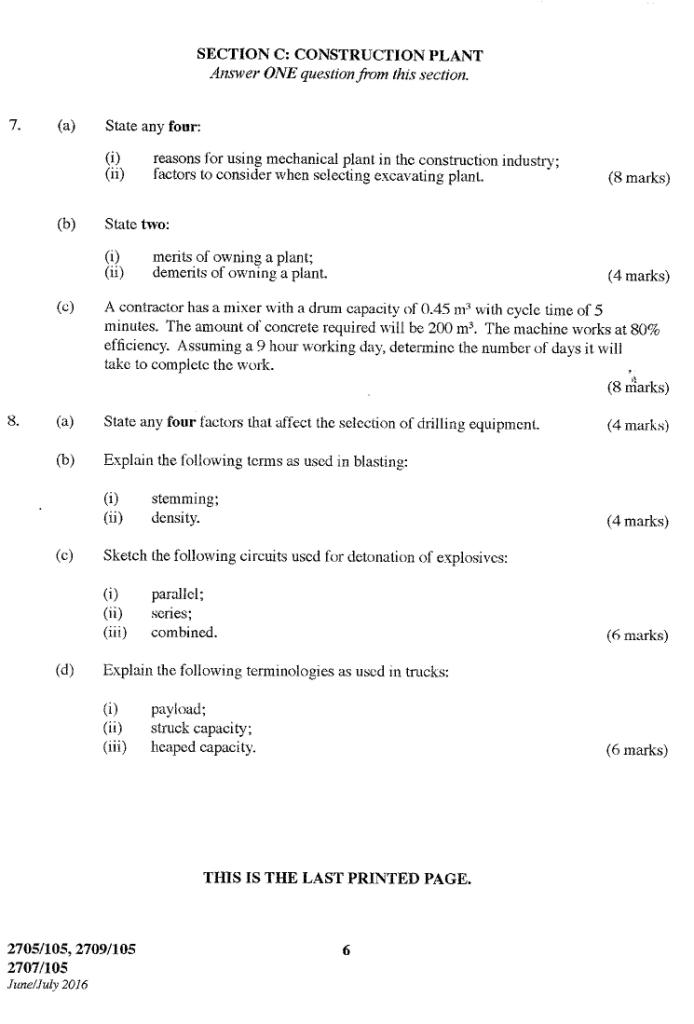 SECTION C: CONSTRUCTION PLANT
Answer ONE question from this section.
7. (a) State any four:
(i) reasons for using mechanical plant in the construction industry;
(ii) factors to consider when selecting excavating plant. (8 marks)
(b) State two:
(i) merits of owning a plant;
(ii) demerits of owning a plant. (4 marks)
(c) A contractor has a mixer with a drum capacity of 0.45 m³ with cycle time of 5
minutes. The amount of concrete required will be 200 m³. The machine works at 80%
efficiency. Assuming a 9 hour working day, determine the number of days it will
take to complete the work.
(8 marks)
8. (a) State any four factors that affect the selection of drilling equipment. (4 marks)
(b) Explain the following terms as used in blasting:
(i) stemming;
(ii) density. (4 marks)
(c) Sketch the following circuits used for detonation of explosives:
(i) parallel;
(ii) series;
(iii) combined. (6 marks)
(d) Explain the following terminologies as used in trucks:
(i) payload;
(ii) struck capacity;
(iii) heaped capacity. (6 marks)
THIS IS THE LAST PRINTED PAGE.
2705/105, 2709/105 6
2707/105
June/July 2016